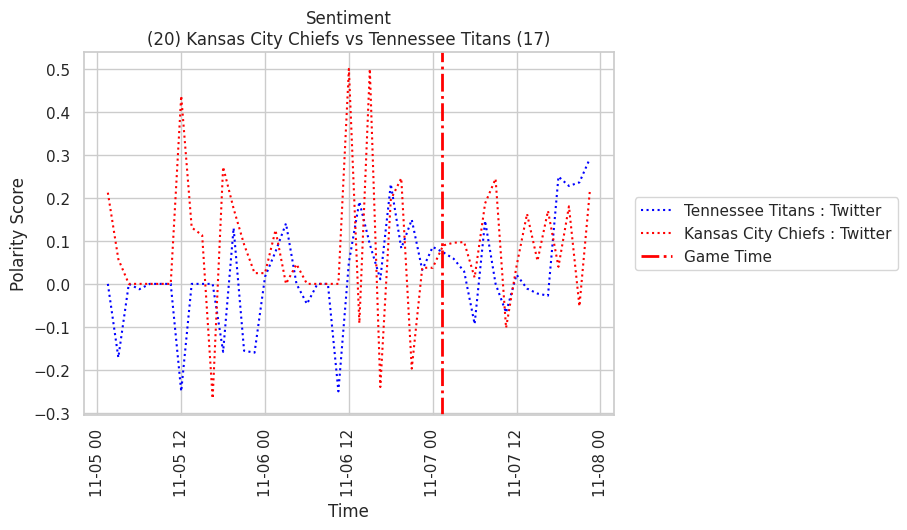 Sentiment
(20) Kansas City Chiefs vs Tennessee Titans (17)
0.5
0.4
0.3
0.2
0.1
0.0
−0.1
−0.2
−0.3
Polarity Score
11-05 00
11-05 12
11-06 00
11-06 12
11-07 00
11-07 12
11-08 00
Time
Tennessee Titans : Twitter
Kansas City Chiefs : Twitter
Game Time